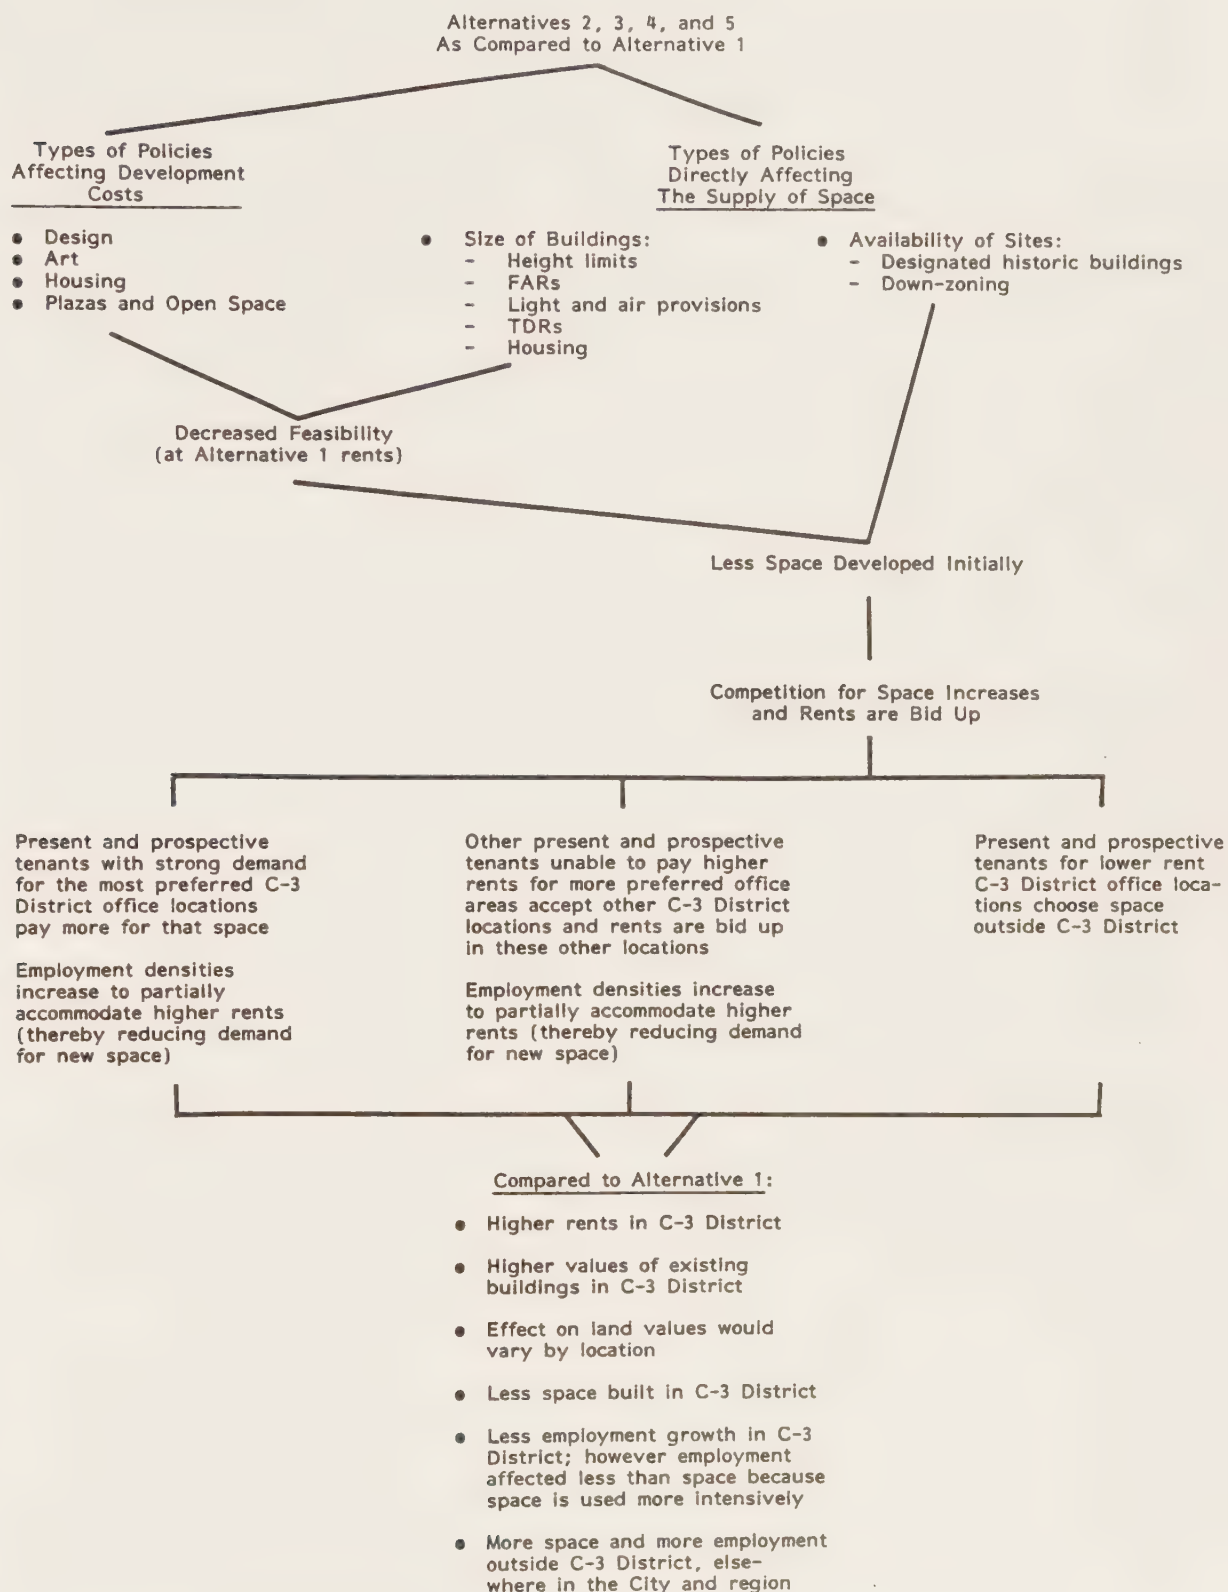 Alternatives 2, 3, 4, and 5
As Compared to Alternative 1
Types of Policies
Affecting Development
Costs
Types of Policies
Directly Affecting
The Supply of Space
● Design
● Art
● Housing
● Plazas and Open Space
● Size of Buildings:
- Height limits
- FARs
- Light and air provisions
- TDRs
- Housing
● Availability of Sites:
- Designated historic buildings
- Down-zoning
Decreased Feasibility
(at Alternative 1 rents)
Less Space Developed Initially
Competition for Space Increases
and Rents are Bid Up
Present and prospective
tenants with strong demand
for the most preferred C-3
District office locations
pay more for that space
Employment densities
increase to partially
accommodate higher rents
(thereby reducing demand
for new space)
Other present and prospective
tenants unable to pay higher
rents for more preferred office
areas accept other C-3 District
locations and rents are bid up
in these other locations
Employment densities increase
to partially accommodate higher
rents (thereby reducing demand
for new space)
Present and prospective
tenants for lower rent
C-3 District office loca-
tions choose space
outside C-3 District
Compared to Alternative 1:
● Higher rents in C-3 District
● Higher values of existing
buildings in C-3 District
● Effect on land values would
vary by location
● Less space built in C-3 District
● Less employment growth in C-3
District; however employment
affected less than space because
space is used more intensively
● More space and more employment
outside C-3 District, else-
where in the City and region